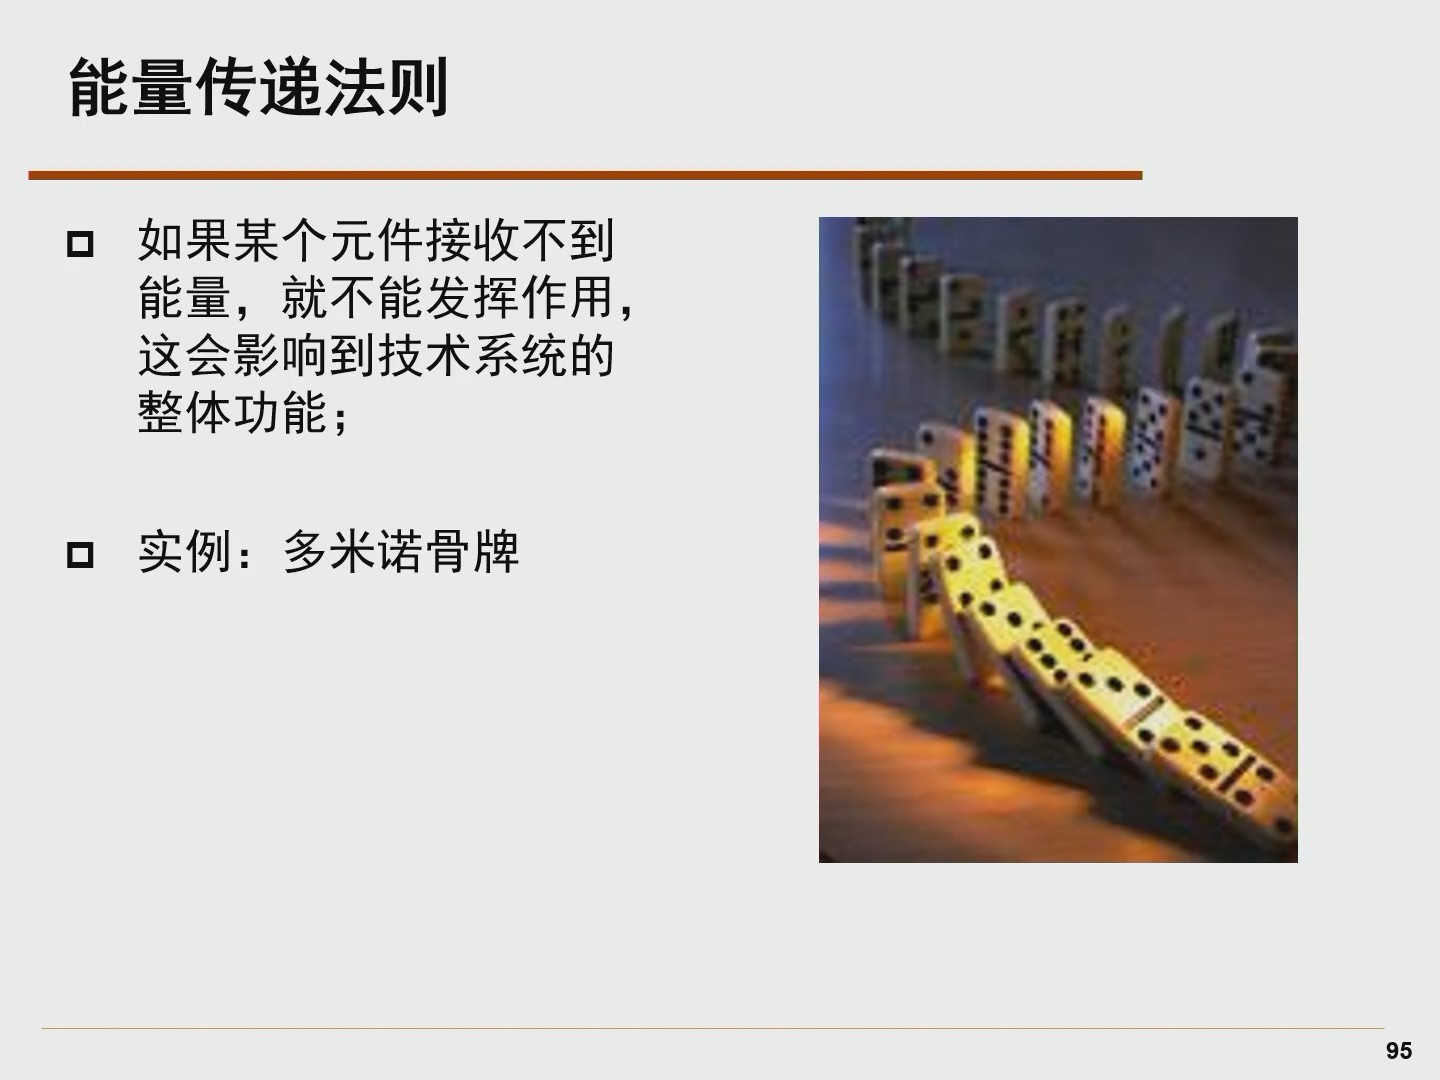 能量传递法则
如果某个元件接收不到
能量，就不能发挥作用，
这会影响到技术系统的
整体功能；
实例：多米诺骨牌
95